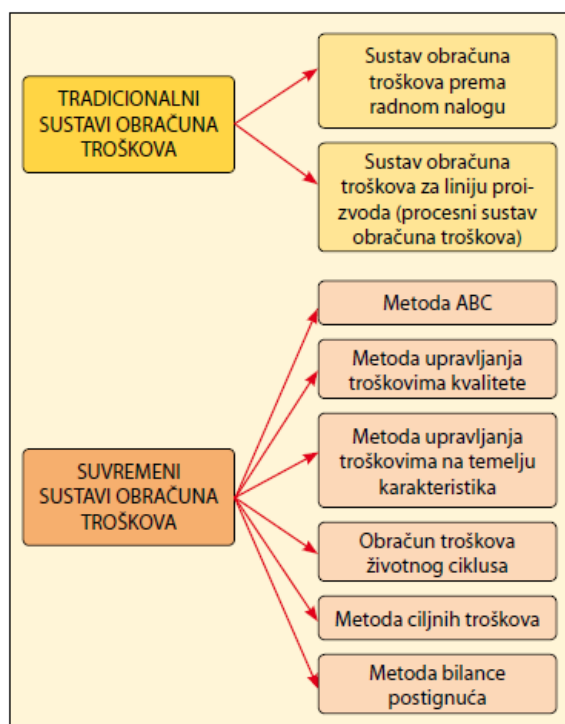 TRADICIONALNI
SUSTAVI OBRAČUNA
TROŠKOVA
Sustav obračuna
troškova prema
radnom nalogu
Sustav obračuna
troškova za liniju proi-
zvoda (procesni sustav
obračuna troškova)
SUVREMENI
SUSTAVI OBRAČUNA
TROŠKOVA
Metoda ABC
Metoda upravljanja
troškovima kvalitete
Metoda upravljanja
troškovima na temelju
karakteristika
Obračun troškova
životnog ciklusa
Metoda ciljnih troškova
Metoda bilance
postignuća